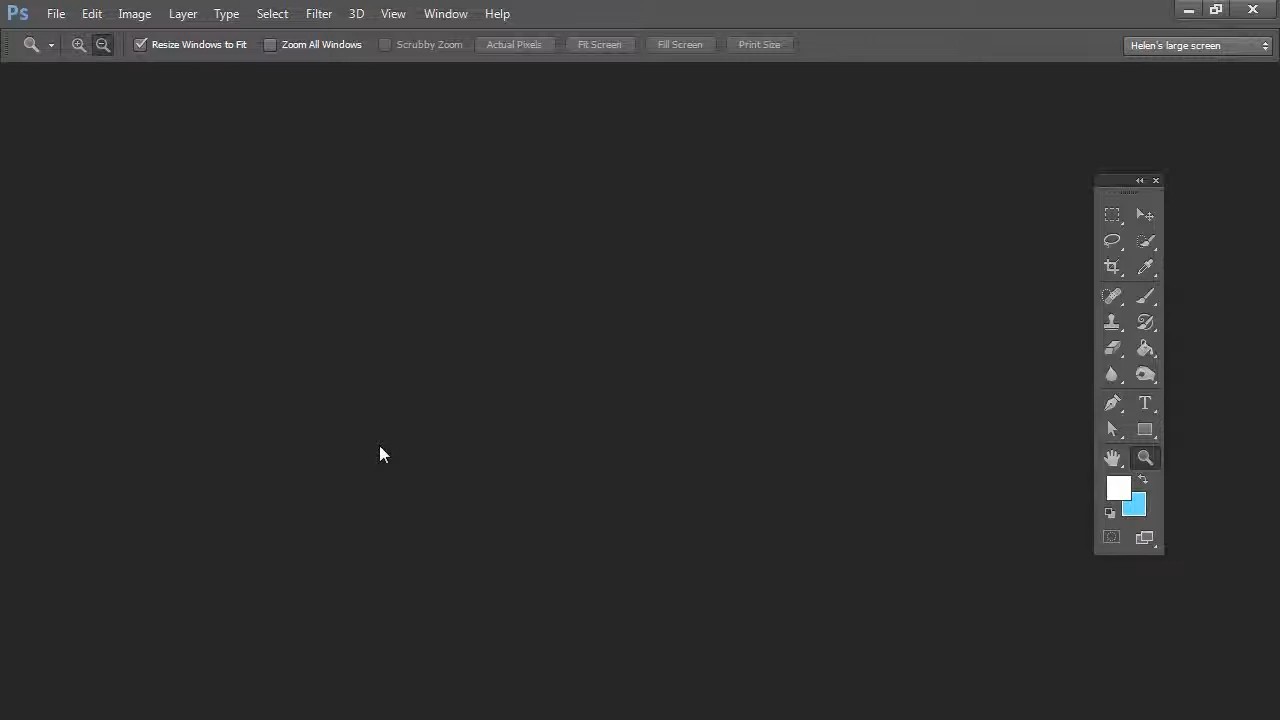 Ps File Edit Image Layer Type Select Filter 3D View Window Help
Resize Windows to Fit Zoom All Windows Scrubby Zoom Actual Pixels Fit Screen Fill Screen Print Size Helen's large screen
T